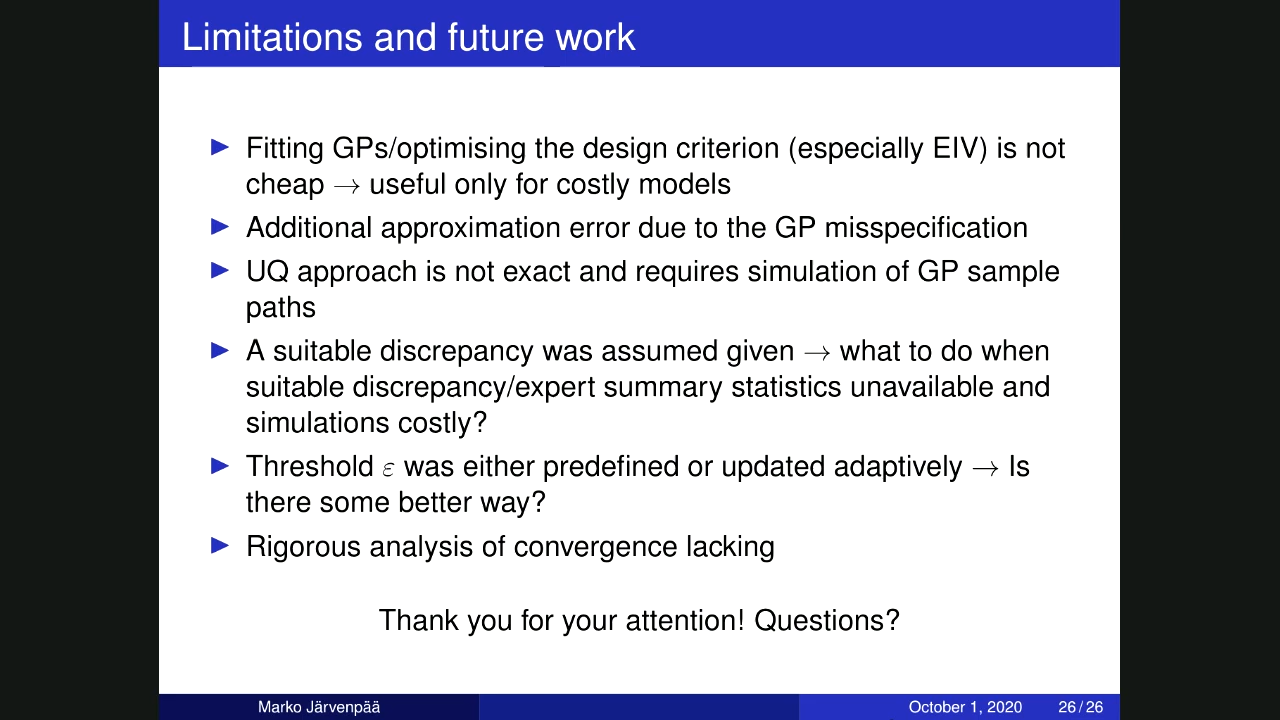 Limitations and future work
▶ Fitting GPs/optimising the design criterion (especially EIV) is not
cheap → useful only for costly models
▶ Additional approximation error due to the GP misspecification
▶ UQ approach is not exact and requires simulation of GP sample
paths
▶ A suitable discrepancy was assumed given → what to do when
suitable discrepancy/expert summary statistics unavailable and
simulations costly?
▶ Threshold ε was either predefined or updated adaptively → Is
there some better way?
▶ Rigorous analysis of convergence lacking
Thank you for your attention! Questions?
Marko Järvenpää
October 1, 2020
26 / 26